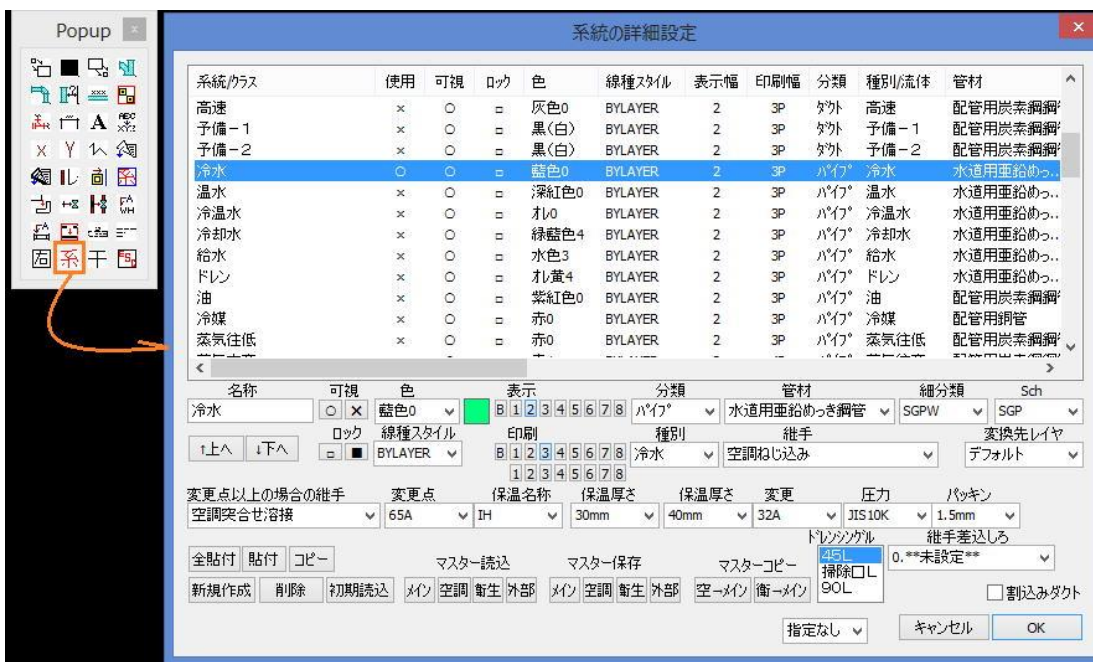 Popup
系統の詳細設定
系統/クラス 使用 可視 ロック 色 線種スタイル 表示幅 印刷幅 分類 種別/流体 管材
高速 × ○ □ 灰色0 BYLAYER 2 3P ダクト 高速 配管用炭素鋼鋼管
予備-1 × ○ □ 黒(白) BYLAYER 2 3P ダクト 予備-1 配管用炭素鋼鋼管
予備-2 × ○ □ 黒(白) BYLAYER 2 3P ダクト 予備-2 配管用炭素鋼鋼管
冷水 ○ ○ □ 藍色0 BYLAYER 2 3P パイプ 冷水 水道用亜鉛めっ...
温水 × ○ □ 深紅色0 BYLAYER 2 3P パイプ 温水 水道用亜鉛めっ...
冷温水 × ○ □ オレ0 BYLAYER 2 3P パイプ 冷温水 水道用亜鉛めっ...
冷却水 × ○ □ 緑藍色4 BYLAYER 2 3P パイプ 冷却水 水道用亜鉛めっ...
給水 × ○ □ 水色3 BYLAYER 2 3P パイプ 給水 水道用亜鉛めっ...
ドレン × ○ □ オレ黄4 BYLAYER 2 3P パイプ ドレン 水道用亜鉛めっ...
油 × ○ □ 紫紅色0 BYLAYER 2 3P パイプ 油 配管用炭素鋼鋼管
冷媒 × ○ □ 赤0 BYLAYER 2 3P パイプ 冷媒 配管用銅管
蒸気往低 × ○ □ 赤0 BYLAYER 2 3P パイプ 蒸気往低 配管用炭素鋼鋼管
名称 可視 色 表示 分類 管材 細分類 Sch
冷水 ○ × 藍色0 B 1 2 3 4 5 6 7 8 パイプ 水道用亜鉛めっき鋼管 SGPW SGP
ロック 線種スタイル 印刷 種別 継手 変換先レイヤ
↑上へ ↓下へ □ ■ BYLAYER B 1 2 3 4 5 6 7 8 冷水 空調ねじ込み デフォルト
1 2 3 4 5 6 7 8
変更点以上の場合の継手 変更点 保温名称 保温厚さ 保温厚さ 変更 圧力 パッキン
空調突合せ溶接 65A IH 30mm 40mm 32A JIS10K 1.5mm
ドレンシングル 継手差込しろ
全貼付 貼付 コピー マスター読込 マスター保存 マスターコピー 45L 0.**未設定**
掃除口L
新規作成 削除 初期読込 メイン 空調 衛生 外部 メイン 空調 衛生 外部 空→メイン 衛→メイン 90L 割込みダクト
指定なし キャンセル OK